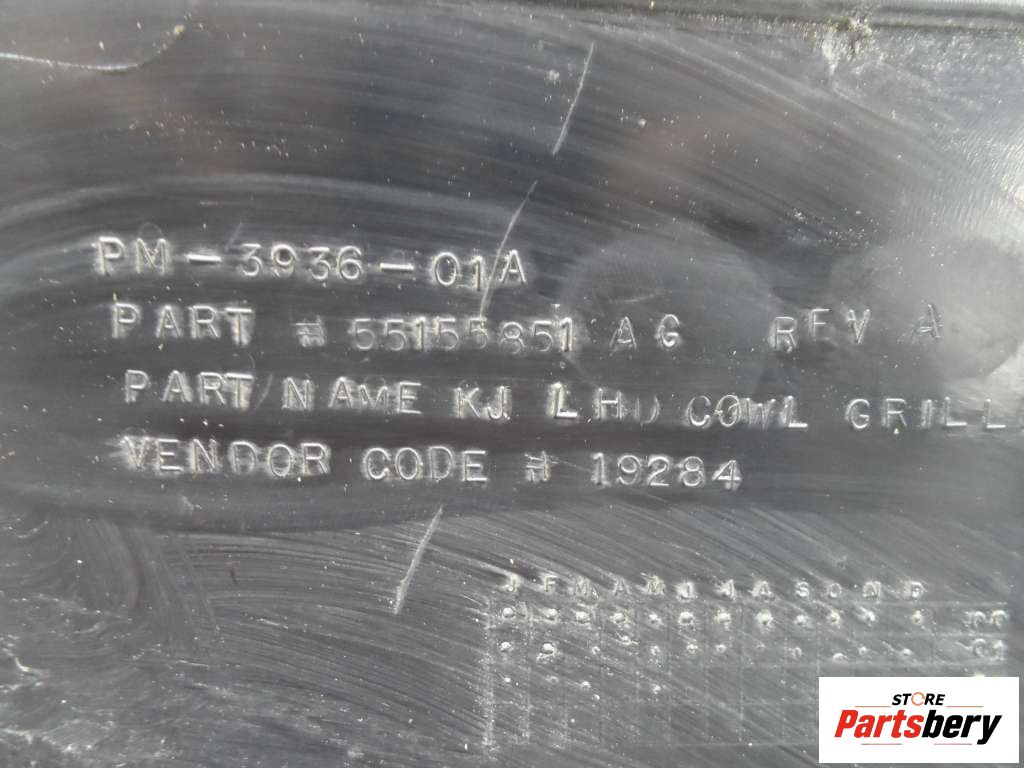 PM-3936-01A
PART # 55155851 AG REV A
PART NAME KJ LHD COWL GRILL
VENDOR CODE # 19284
J F M A M J J A S O N D
STORE
Partsbery